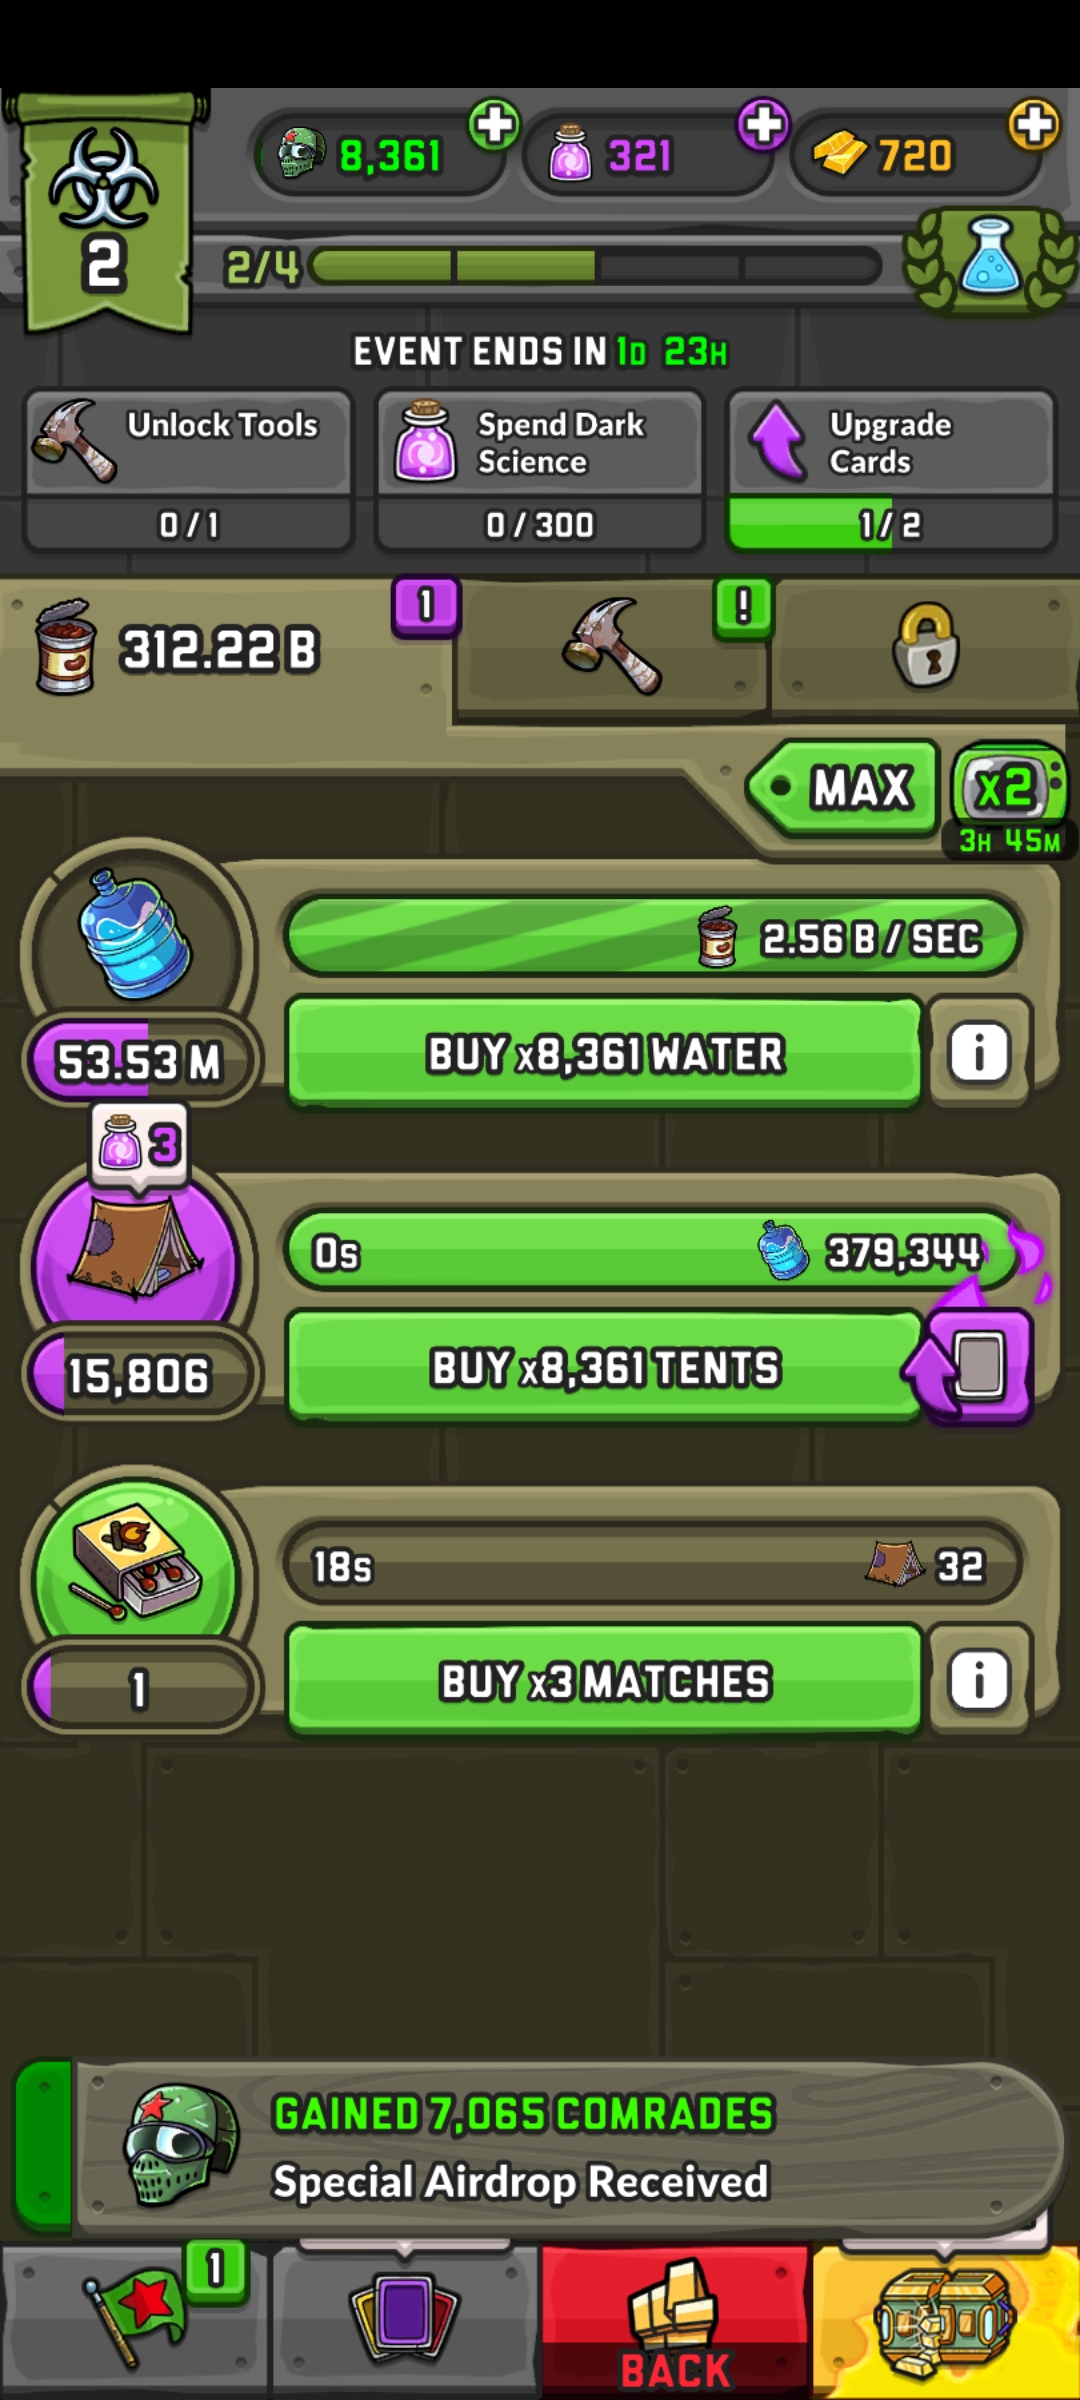 8,361
321
720
2
2/4
EVENT ENDS IN 1D 23H
Unlock Tools
0 / 1
Spend Dark
Science
0 / 300
Upgrade
Cards
1 / 2
312.22 B
1
!
MAX
x2
3H 45M
2.56 B / SEC
53.53 M
BUY x8,361 WATER
i
3
0s
379,344
15,806
BUY x8,361 TENTS
18s
32
1
BUY x3 MATCHES
i
GAINED 7,065 COMRADES
Special Airdrop Received
1
BACK